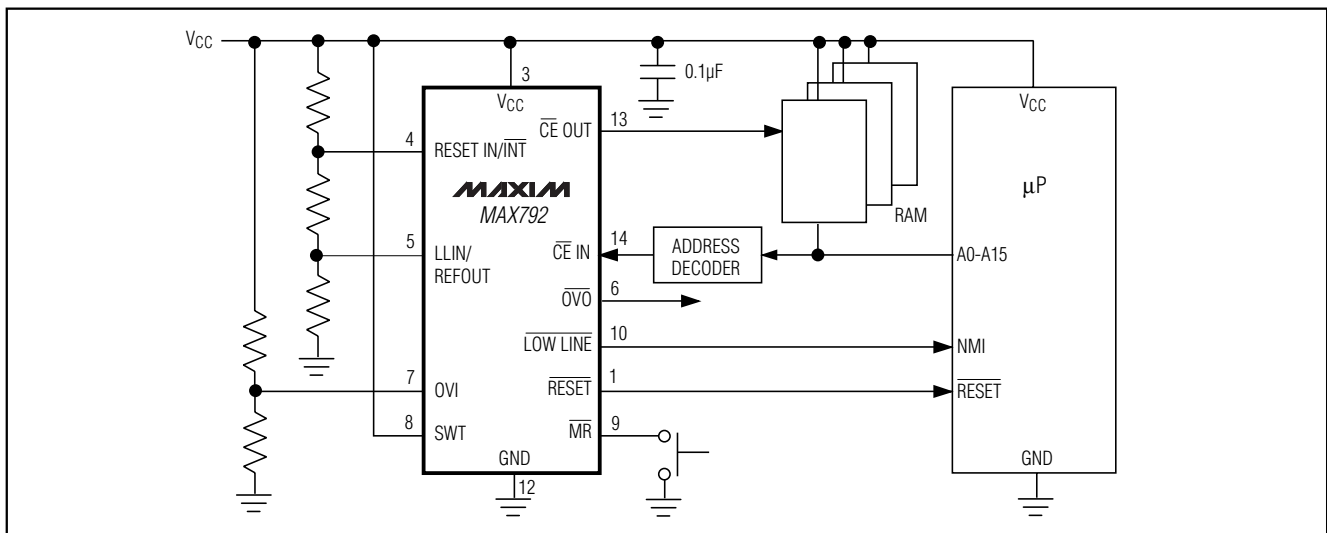 VCC
3
VCC
0.1µF
VCC
CE OUT
13
4
RESET IN/INT
MAXIM
MAX792
µP
RAM
5
LLIN/
REFOUT
CE IN
14
ADDRESS
DECODER
A0-A15
OVO
6
LOW LINE
10
NMI
7
OVI
RESET
1
RESET
8
SWT
MR
9
GND
12
GND